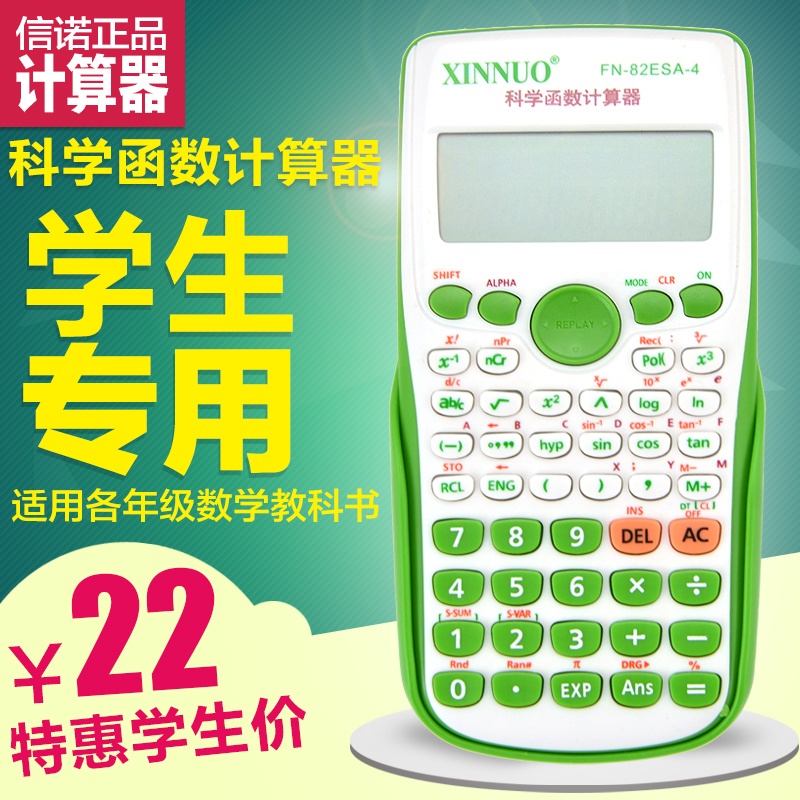 信诺正品
计算器
科学函数计算器
学生
专用
适用各年级数学教科书
¥22
特惠学生价
XINNUO® FN-82ESA-4
科学函数计算器
SHIFT ALPHA MODE CLR ON
REPLAY
x! nPr Rec( : ³√
x⁻¹ nCr Pol( x³
d/c ˣ√ 10ˣ eˣ e
ab/c √ x² ^ log ln
A ← B C sin⁻¹ D cos⁻¹ E tan⁻¹ F
(−) °,,, hyp sin cos tan
STO ← X ; Y M− M
RCL ENG ( ) , M+
INS DT CL OFF
7 8 9 DEL AC
4 5 6 × ÷
S-SUM S-VAR
1 2 3 + −
Rnd Ran# π DRG▶ %
0 · EXP Ans =